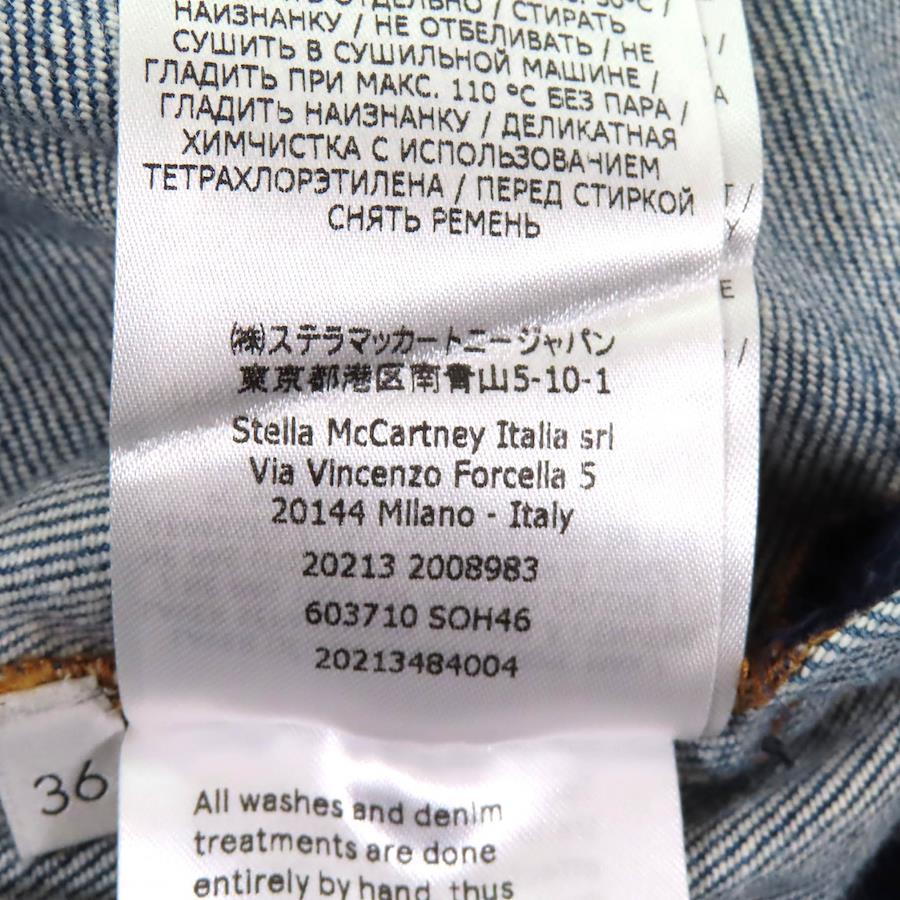 ОТДЕЛЬНО / СТИРАТЬ
НАИЗНАНКУ / НЕ ОТБЕЛИВАТЬ / НЕ
СУШИТЬ В СУШИЛЬНОЙ МАШИНЕ /
ГЛАДИТЬ ПРИ МАКС. 110 °C БЕЗ ПАРА /
ГЛАДИТЬ НАИЗНАНКУ / ДЕЛИКАТНАЯ
ХИМЧИСТКА С ИСПОЛЬЗОВАНИЕМ
ТЕТРАХЛОРЭТИЛЕНА / ПЕРЕД СТИРКОЙ
СНЯТЬ РЕМЕНЬ
㈱ステラマッカートニージャパン
東京都港区南青山5-10-1
Stella McCartney Italia srl
Via Vincenzo Forcella 5
20144 Milano - Italy
20213 2008983
603710 SOH46
20213484004
36
All washes and denim
treatments are done
entirely by hand, thus